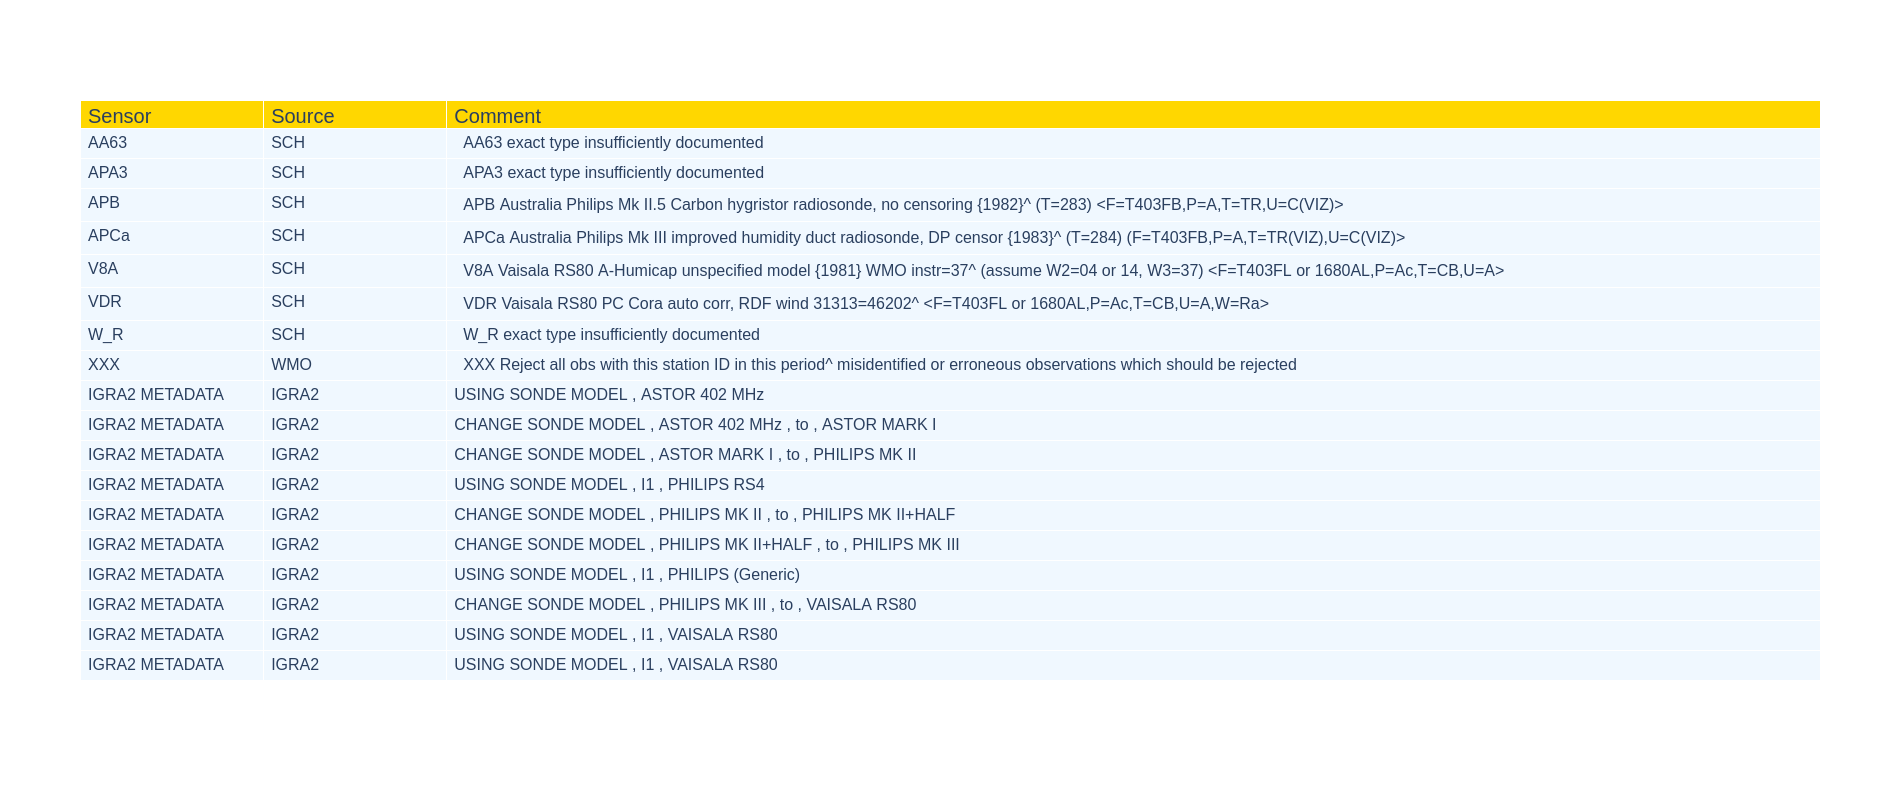 Sensor Source Comment
AA63 SCH AA63 exact type insufficiently documented
APA3 SCH APA3 exact type insufficiently documented
APB SCH APB Australia Philips Mk II.5 Carbon hygristor radiosonde, no censoring {1982}^ (T=283) <F=T403FB,P=A,T=TR,U=C(VIZ)>
APCa SCH APCa Australia Philips Mk III improved humidity duct radiosonde, DP censor {1983}^ (T=284) (F=T403FB,P=A,T=TR(VIZ),U=C(VIZ)>
V8A SCH V8A Vaisala RS80 A-Humicap unspecified model {1981} WMO instr=37^ (assume W2=04 or 14, W3=37) <F=T403FL or 1680AL,P=Ac,T=CB,U=A>
VDR SCH VDR Vaisala RS80 PC Cora auto corr, RDF wind 31313=46202^ <F=T403FL or 1680AL,P=Ac,T=CB,U=A,W=Ra>
W_R SCH W_R exact type insufficiently documented
XXX WMO XXX Reject all obs with this station ID in this period^ misidentified or erroneous observations which should be rejected
IGRA2 METADATA IGRA2 USING SONDE MODEL , ASTOR 402 MHz
IGRA2 METADATA IGRA2 CHANGE SONDE MODEL , ASTOR 402 MHz , to , ASTOR MARK I
IGRA2 METADATA IGRA2 CHANGE SONDE MODEL , ASTOR MARK I , to , PHILIPS MK II
IGRA2 METADATA IGRA2 USING SONDE MODEL , I1 , PHILIPS RS4
IGRA2 METADATA IGRA2 CHANGE SONDE MODEL , PHILIPS MK II , to , PHILIPS MK II+HALF
IGRA2 METADATA IGRA2 CHANGE SONDE MODEL , PHILIPS MK II+HALF , to , PHILIPS MK III
IGRA2 METADATA IGRA2 USING SONDE MODEL , I1 , PHILIPS (Generic)
IGRA2 METADATA IGRA2 CHANGE SONDE MODEL , PHILIPS MK III , to , VAISALA RS80
IGRA2 METADATA IGRA2 USING SONDE MODEL , I1 , VAISALA RS80
IGRA2 METADATA IGRA2 USING SONDE MODEL , I1 , VAISALA RS80